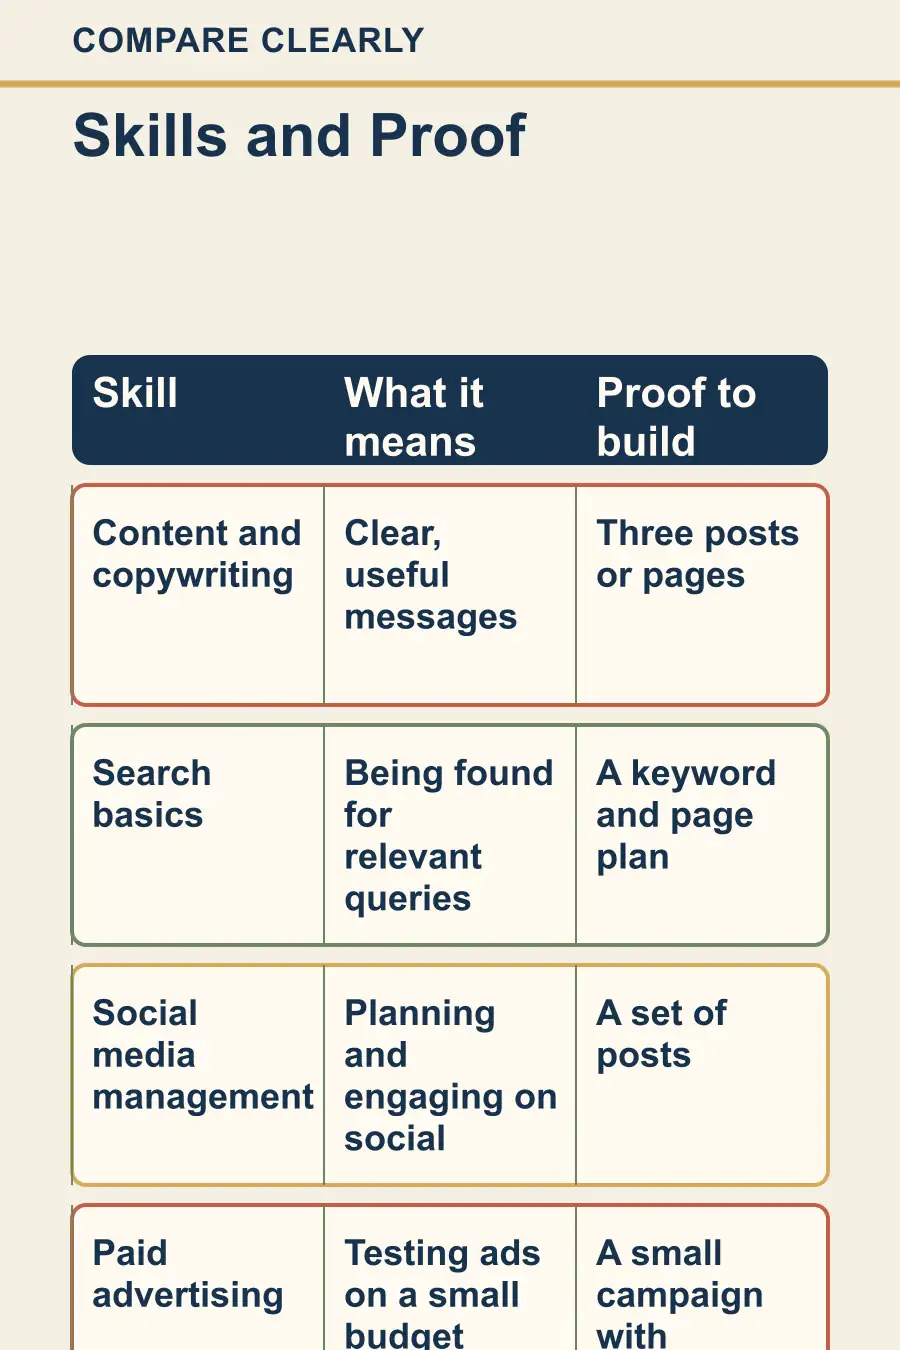 COMPARE CLEARLY
Skills and Proof
Skill
What it
means
Proof to
build
Content and
copywriting
Clear,
useful
messages
Three posts
or pages
Search
basics
Being found
for
relevant
queries
A keyword
and page
plan
Social
media
management
Planning
and
engaging on
social
A set of
posts
Paid
advertising
Testing ads
on a small
budget
A small
campaign
with